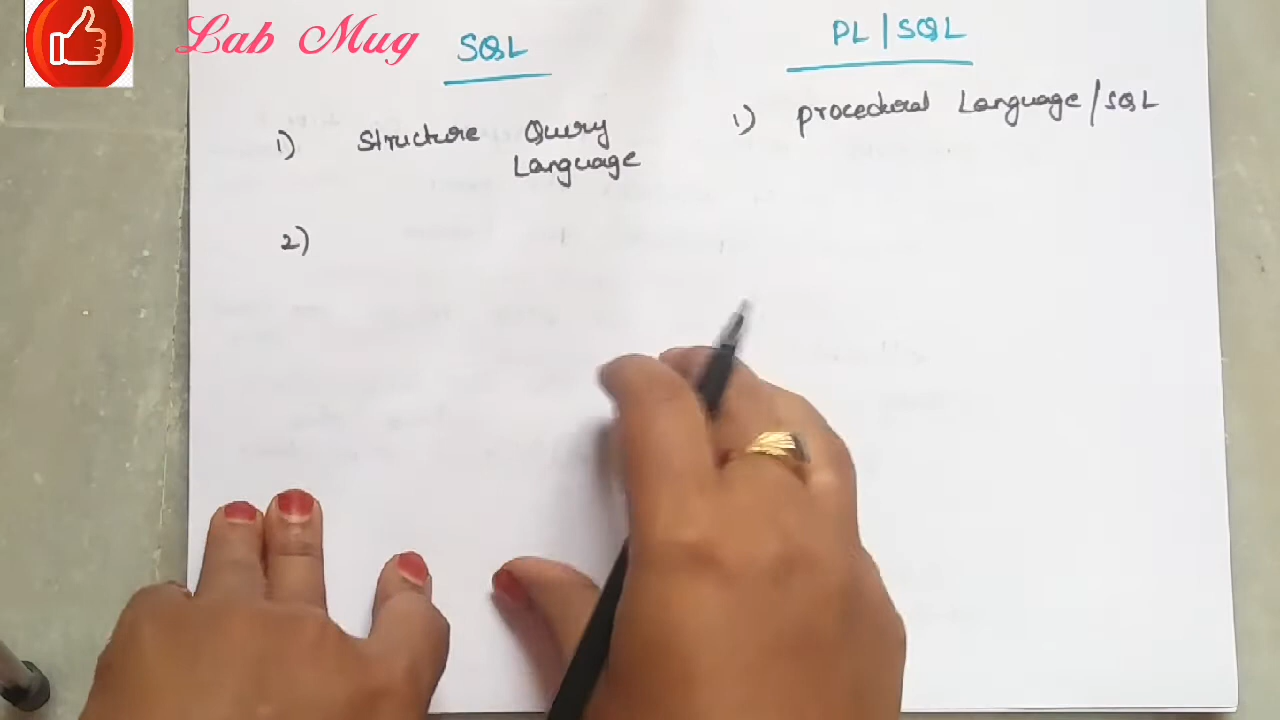 Lab Mug
SQL
PL/SQL
1) Structure Query
Language
1) Procedural Language/SQL
2)